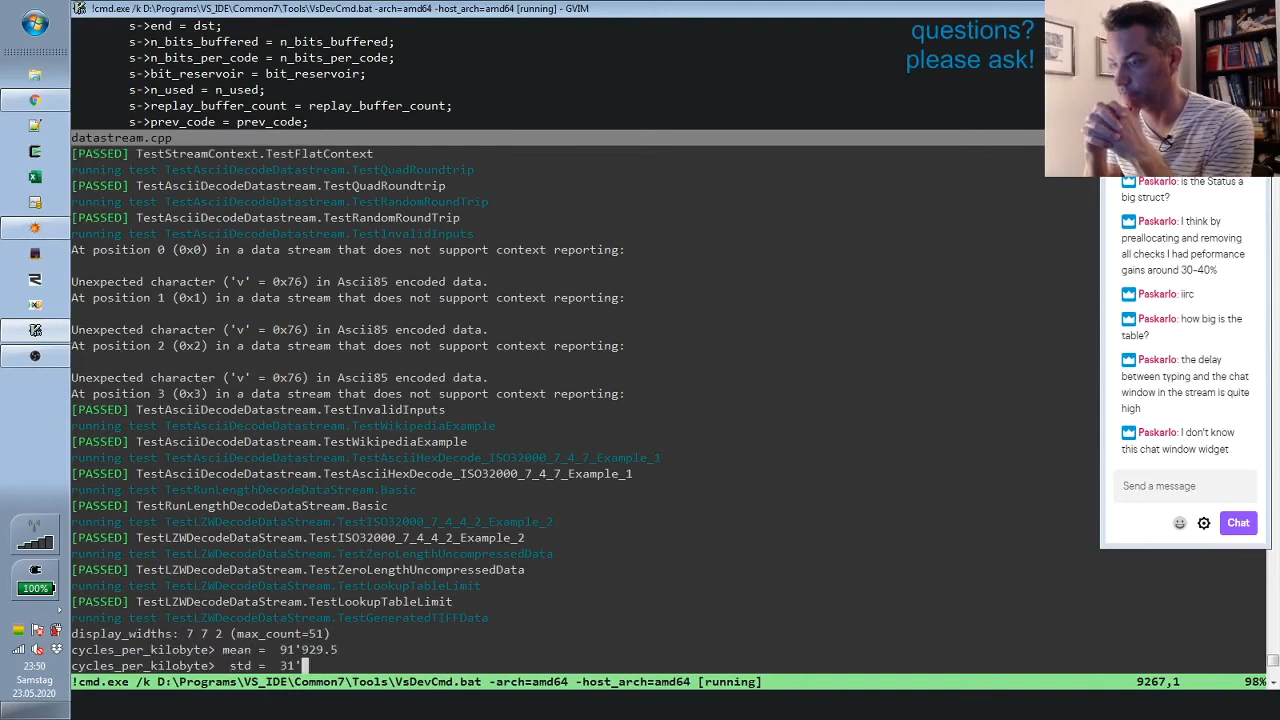 !cmd.exe /k D:\Programs\VS_IDE\Common7\Tools\VsDevCmd.bat -arch=amd64 -host_arch=amd64 [running] - GVIM
s->end = dst;
s->n_bits_buffered = n_bits_buffered;
s->n_bits_per_code = n_bits_per_code;
s->bit_reservoir = bit_reservoir;
s->n_used = n_used;
s->replay_buffer_count = replay_buffer_count;
s->prev_code = prev_code;
questions?
please ask!
datastream.cpp
[PASSED] TestStreamContext.TestFlatContext
running test TestAsciiDecodeDatastream.TestQuadRoundtrip
[PASSED] TestAsciiDecodeDatastream.TestQuadRoundtrip
running test TestAsciiDecodeDatastream.TestRandomRoundTrip
[PASSED] TestAsciiDecodeDatastream.TestRandomRoundTrip
running test TestAsciiDecodeDatastream.TestInvalidInputs
At position 0 (0x0) in a data stream that does not support context reporting:
Unexpected character ('v' = 0x76) in Ascii85 encoded data.
At position 1 (0x1) in a data stream that does not support context reporting:
Unexpected character ('v' = 0x76) in Ascii85 encoded data.
At position 2 (0x2) in a data stream that does not support context reporting:
Unexpected character ('v' = 0x76) in Ascii85 encoded data.
At position 3 (0x3) in a data stream that does not support context reporting:
[PASSED] TestAsciiDecodeDatastream.TestInvalidInputs
running test TestAsciiDecodeDatastream.TestWikipediaExample
[PASSED] TestAsciiDecodeDatastream.TestWikipediaExample
running test TestAsciiDecodeDatastream.TestAsciiHexDecode_ISO32000_7_4_7_Example_1
[PASSED] TestAsciiDecodeDatastream.TestAsciiHexDecode_ISO32000_7_4_7_Example_1
running test TestRunLengthDecodeDataStream.Basic
[PASSED] TestRunLengthDecodeDataStream.Basic
running test TestLZWDecodeDataStream.TestISO32000_7_4_4_2_Example_2
[PASSED] TestLZWDecodeDataStream.TestISO32000_7_4_4_2_Example_2
running test TestLZWDecodeDataStream.TestZeroLengthUncompressedData
[PASSED] TestLZWDecodeDataStream.TestZeroLengthUncompressedData
running test TestLZWDecodeDataStream.TestLookupTableLimit
[PASSED] TestLZWDecodeDataStream.TestLookupTableLimit
running test TestLZWDecodeDataStream.TestGeneratedTIFFData
display_widths: 7 7 2 (max_count=51)
cycles_per_kilobyte> mean = 91'929.5
cycles_per_kilobyte> std = 31'
!cmd.exe /k D:\Programs\VS_IDE\Common7\Tools\VsDevCmd.bat -arch=amd64 -host_arch=amd64 [running] 9267,1 98%
Paskarlo: is the Status a
big struct?
Paskarlo: I think by
preallocating and removing
all checks I had peformance
gains around 30-40%
Paskarlo: iirc
Paskarlo: how big is the
table?
Paskarlo: the delay
between typing and the chat
window in the stream is quite
high
Paskarlo: I don't know
this chat window widget
Send a message
Chat
100%
23:50
Samstag
23.05.2020